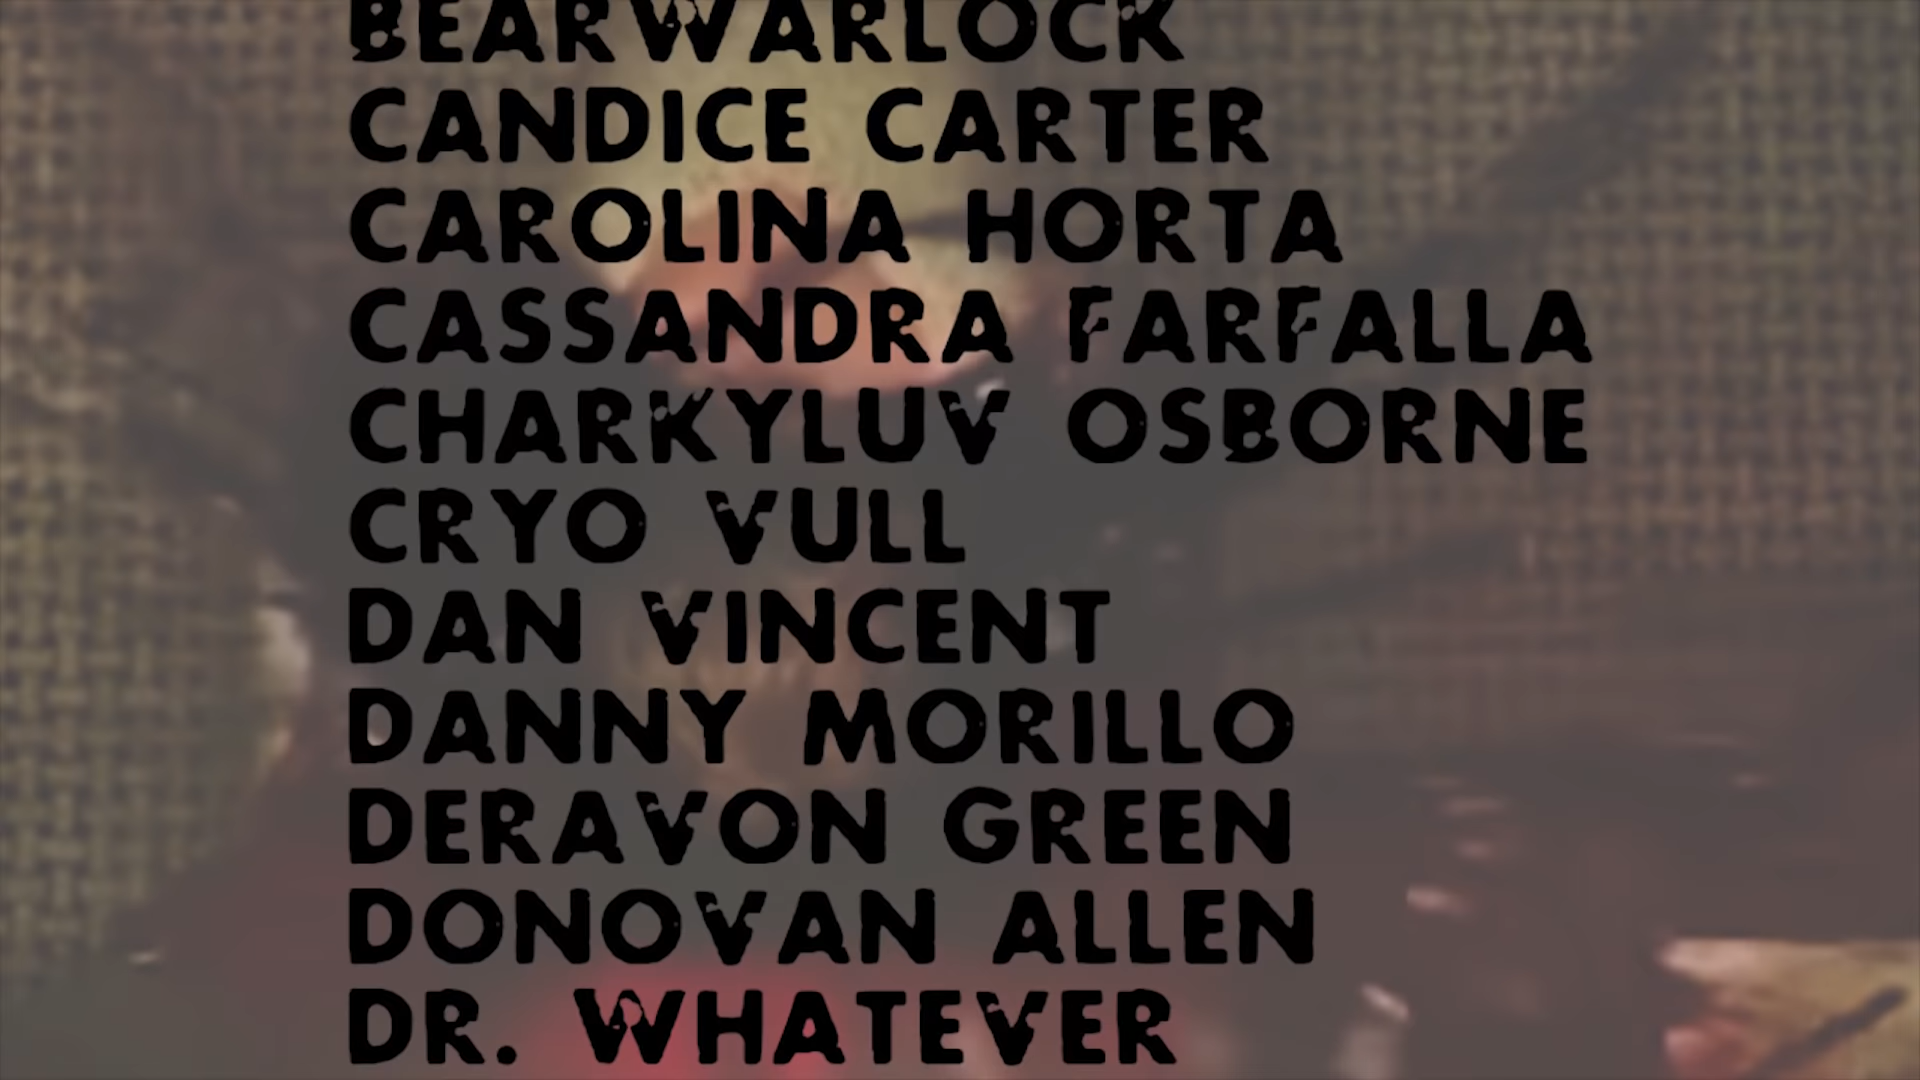 BEARWARLOCK
CANDICE CARTER
CAROLINA HORTA
CASSANDRA FARFALLA
CHARKYLUV OSBORNE
CRYO VULL
DAN VINCENT
DANNY MORILLO
DERAVON GREEN
DONOVAN ALLEN
DR. WHATEVER